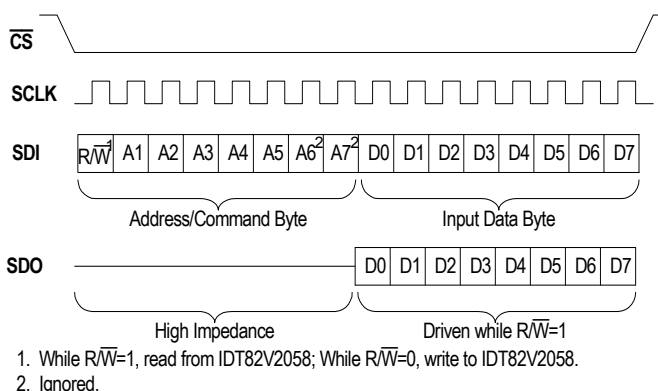 CS
SCLK
SDI R/W1 A1 A2 A3 A4 A5 A62 A72 D0 D1 D2 D3 D4 D5 D6 D7
Address/Command Byte Input Data Byte
SDO D0 D1 D2 D3 D4 D5 D6 D7
High Impedance Driven while R/W=1
1. While R/W=1, read from IDT82V2058; While R/W=0, write to IDT82V2058.
2. Ignored.